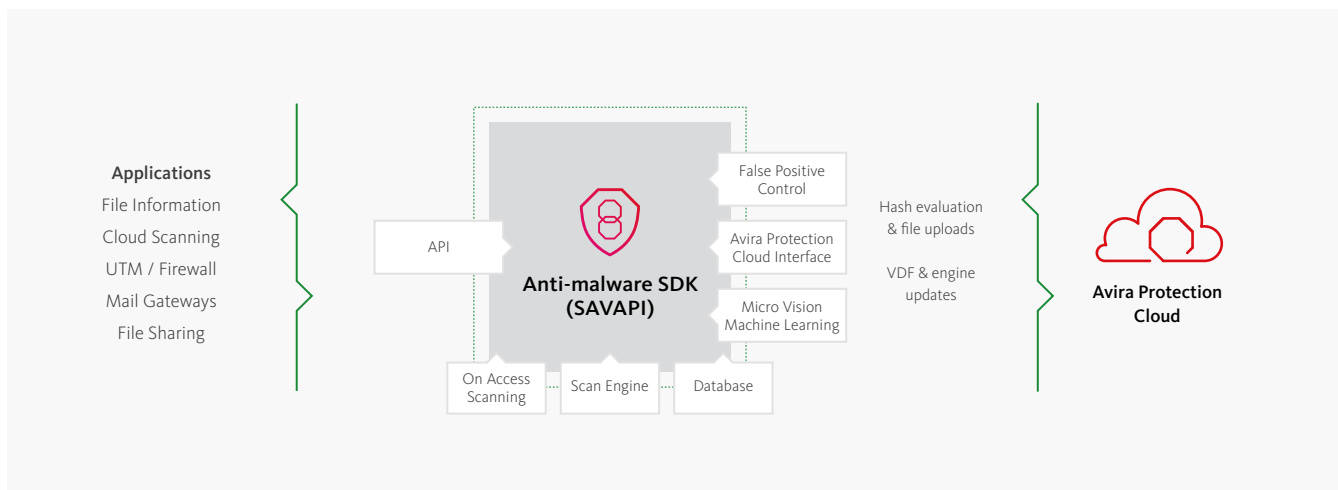 Applications
File Information
Cloud Scanning
UTM / Firewall
Mail Gateways
File Sharing
API
Anti-malware SDK
(SAVAPI)
False Positive
Control
Avira Protection
Cloud Interface
Micro Vision
Machine Learning
On Access
Scanning
Scan Engine
Database
Hash evaluation
& file uploads
VDF & engine
updates
Avira Protection
Cloud